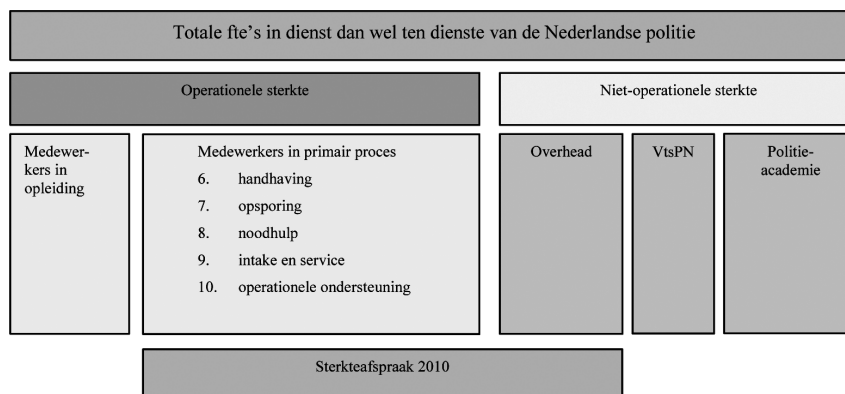 Totale fte's in dienst dan wel ten dienste van de Nederlandse politie
Operationele sterkte
Niet-operationele sterkte
Medewer-
kers in
opleiding
Medewerkers in primair proces
6. handhaving
7. opsporing
8. noodhulp
9. intake en service
10. operationele ondersteuning
Overhead
VtsPN
Politie-
academie
Sterkteafspraak 2010